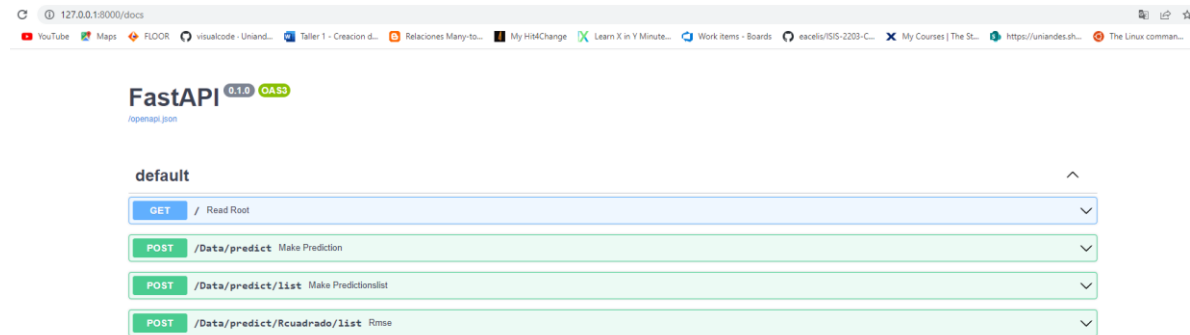 127.0.0.1:8000/docs
YouTube Maps FLOOR visualcode - Uniand... Taller 1 - Creacion d... Relaciones Many-to... My Hit4Change Learn X in Y Minute... Work items - Boards eacelis/ISIS-2203-C... My Courses | The St... https://uniandes.sh... The Linux comman...
FastAPI 0.1.0 OAS3
/openapi.json
default
GET / Read Root
POST /Data/predict Make Prediction
POST /Data/predict/list Make Predictionslist
POST /Data/predict/Rcuadrado/list Rmse